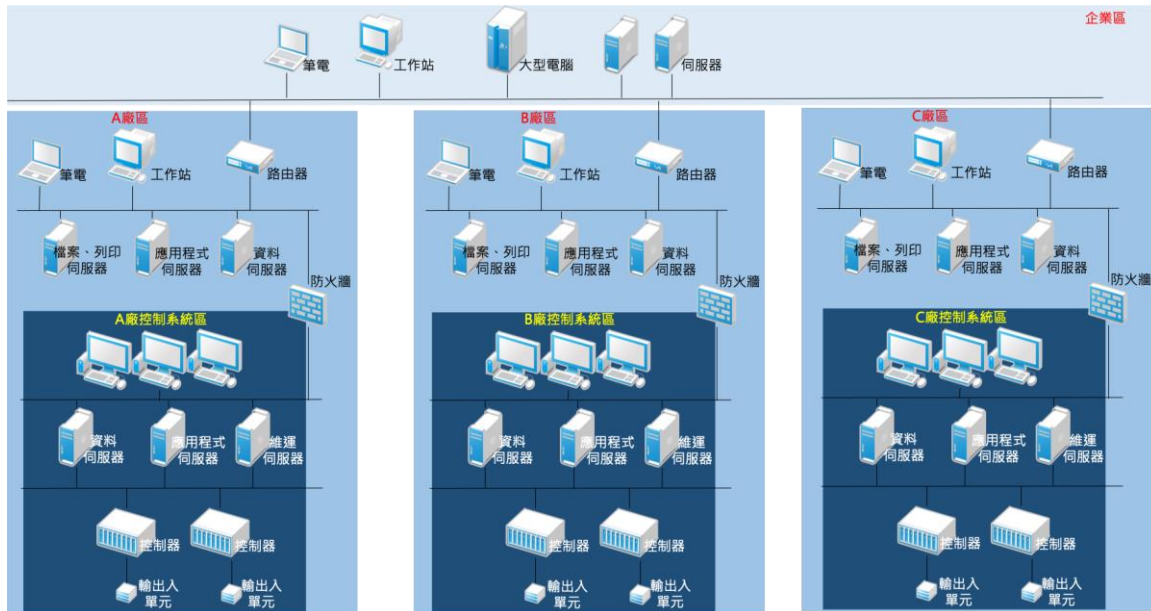 企業區
筆電
工作站
大型電腦
伺服器
A廠區
筆電
工作站
路由器
檔案、列印
伺服器
應用程式
伺服器
資料
伺服器
防火牆
A廠控制系統區
資料
伺服器
應用程式
伺服器
維運
伺服器
控制器
控制器
輸出入
單元
輸出入
單元
B廠區
筆電
工作站
路由器
檔案、列印
伺服器
應用程式
伺服器
資料
伺服器
防火牆
B廠控制系統區
資料
伺服器
應用程式
伺服器
維運
伺服器
控制器
控制器
輸出入
單元
輸出入
單元
C廠區
筆電
工作站
路由器
檔案、列印
伺服器
應用程式
伺服器
資料
伺服器
防火牆
C廠控制系統區
資料
伺服器
應用程式
伺服器
維運
伺服器
控制器
控制器
輸出入
單元
輸出入
單元